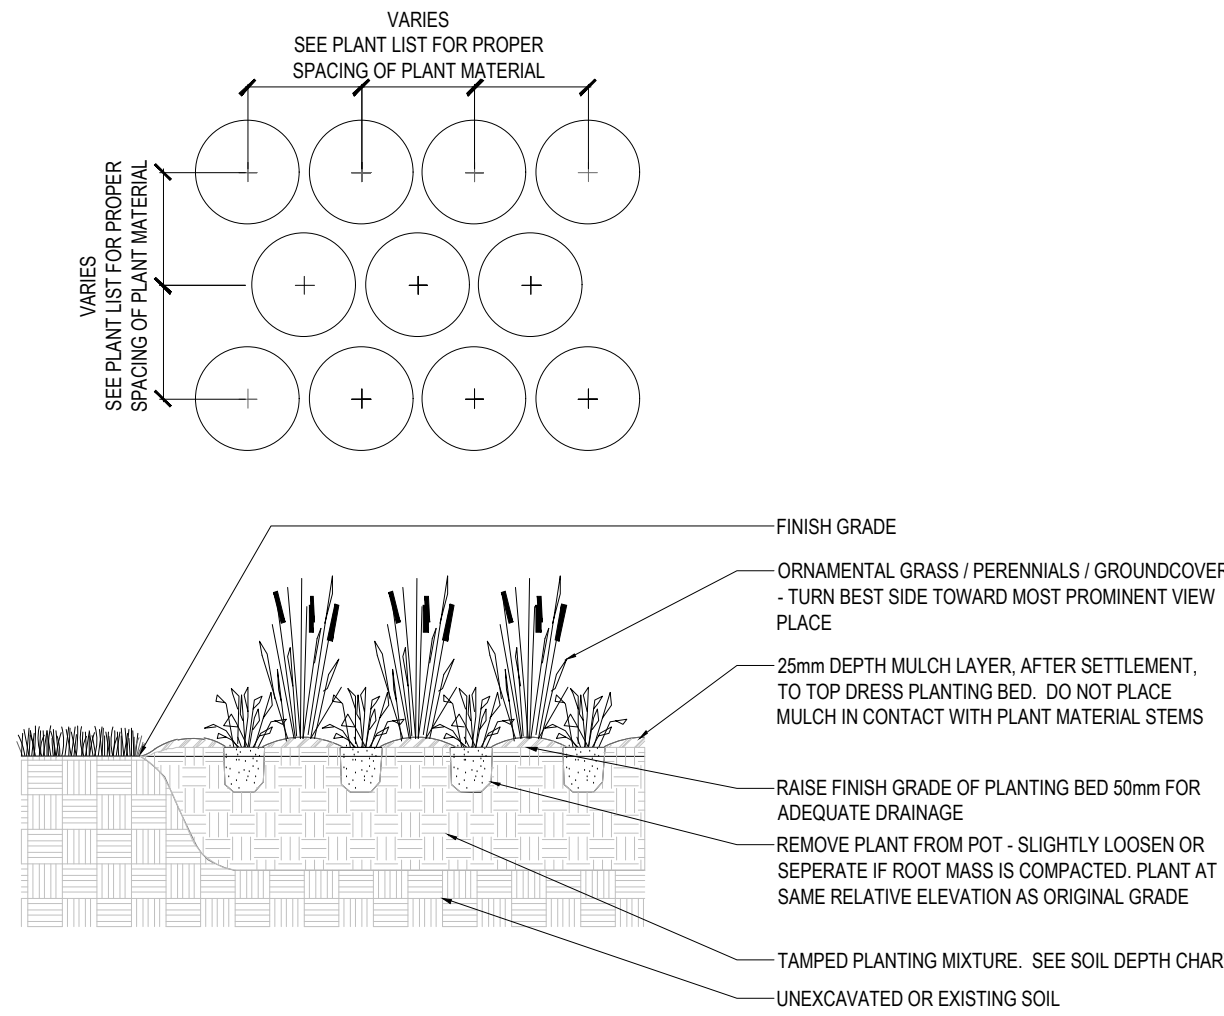 VARIES
SEE PLANT LIST FOR PROPER
SPACING OF PLANT MATERIAL
VARIES
SEE PLANT LIST FOR PROPER
SPACING OF PLANT MATERIAL
FINISH GRADE
ORNAMENTAL GRASS / PERENNIALS / GROUNDCOVER
- TURN BEST SIDE TOWARD MOST PROMINENT VIEW
PLACE
25mm DEPTH MULCH LAYER, AFTER SETTLEMENT,
TO TOP DRESS PLANTING BED. DO NOT PLACE
MULCH IN CONTACT WITH PLANT MATERIAL STEMS
RAISE FINISH GRADE OF PLANTING BED 50mm FOR
ADEQUATE DRAINAGE
REMOVE PLANT FROM POT - SLIGHTLY LOOSEN OR
SEPERATE IF ROOT MASS IS COMPACTED. PLANT AT
SAME RELATIVE ELEVATION AS ORIGINAL GRADE
TAMPED PLANTING MIXTURE. SEE SOIL DEPTH CHAR
UNEXCAVATED OR EXISTING SOIL